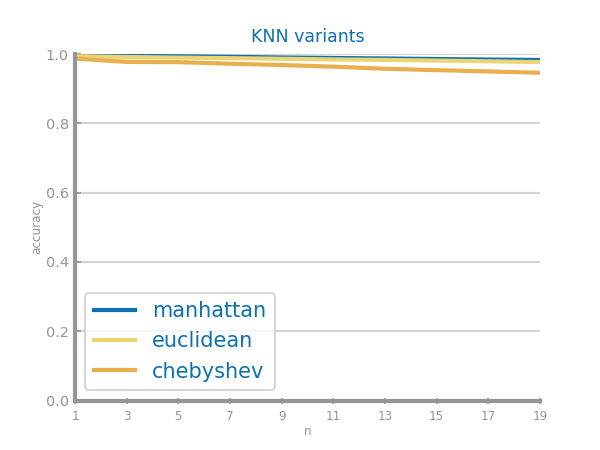 KNN variants
1.0
0.8
0.6
0.4
0.2
0.0
accuracy
manhattan
euclidean
chebyshev
1 3 5 7 9 11 13 15 17 19
n